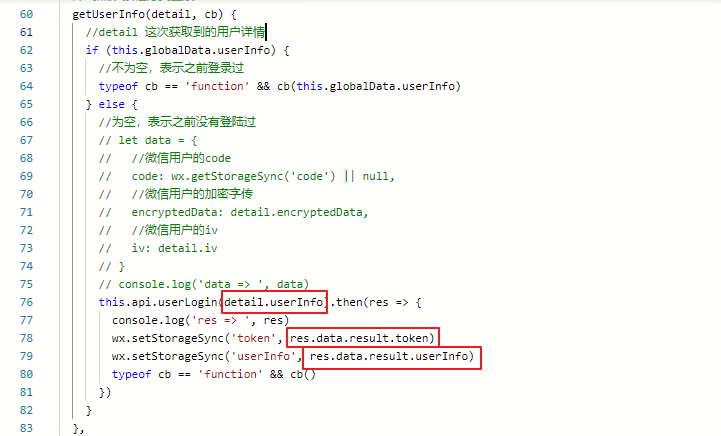 60 getUserInfo(detail, cb) {
61 //detail 这次获取到的用户详情
62 if (this.globalData.userInfo) {
63 //不为空，表示之前登录过
64 typeof cb == 'function' && cb(this.globalData.userInfo)
65 } else {
66 //为空，表示之前没有登陆过
67 // let data = {
68 // //微信用户的code
69 // code: wx.getStorageSync('code') || null,
70 // //微信用户的加密字传
71 // encryptedData: detail.encryptedData,
72 // //微信用户的iv
73 // iv: detail.iv
74 // }
75 // console.log('data => ', data)
76 this.api.userLogin(detail.userInfo).then(res => {
77 console.log('res => ', res)
78 wx.setStorageSync('token', res.data.result.token)
79 wx.setStorageSync('userInfo', res.data.result.userInfo)
80 typeof cb == 'function' && cb()
81 })
82 }
83 },